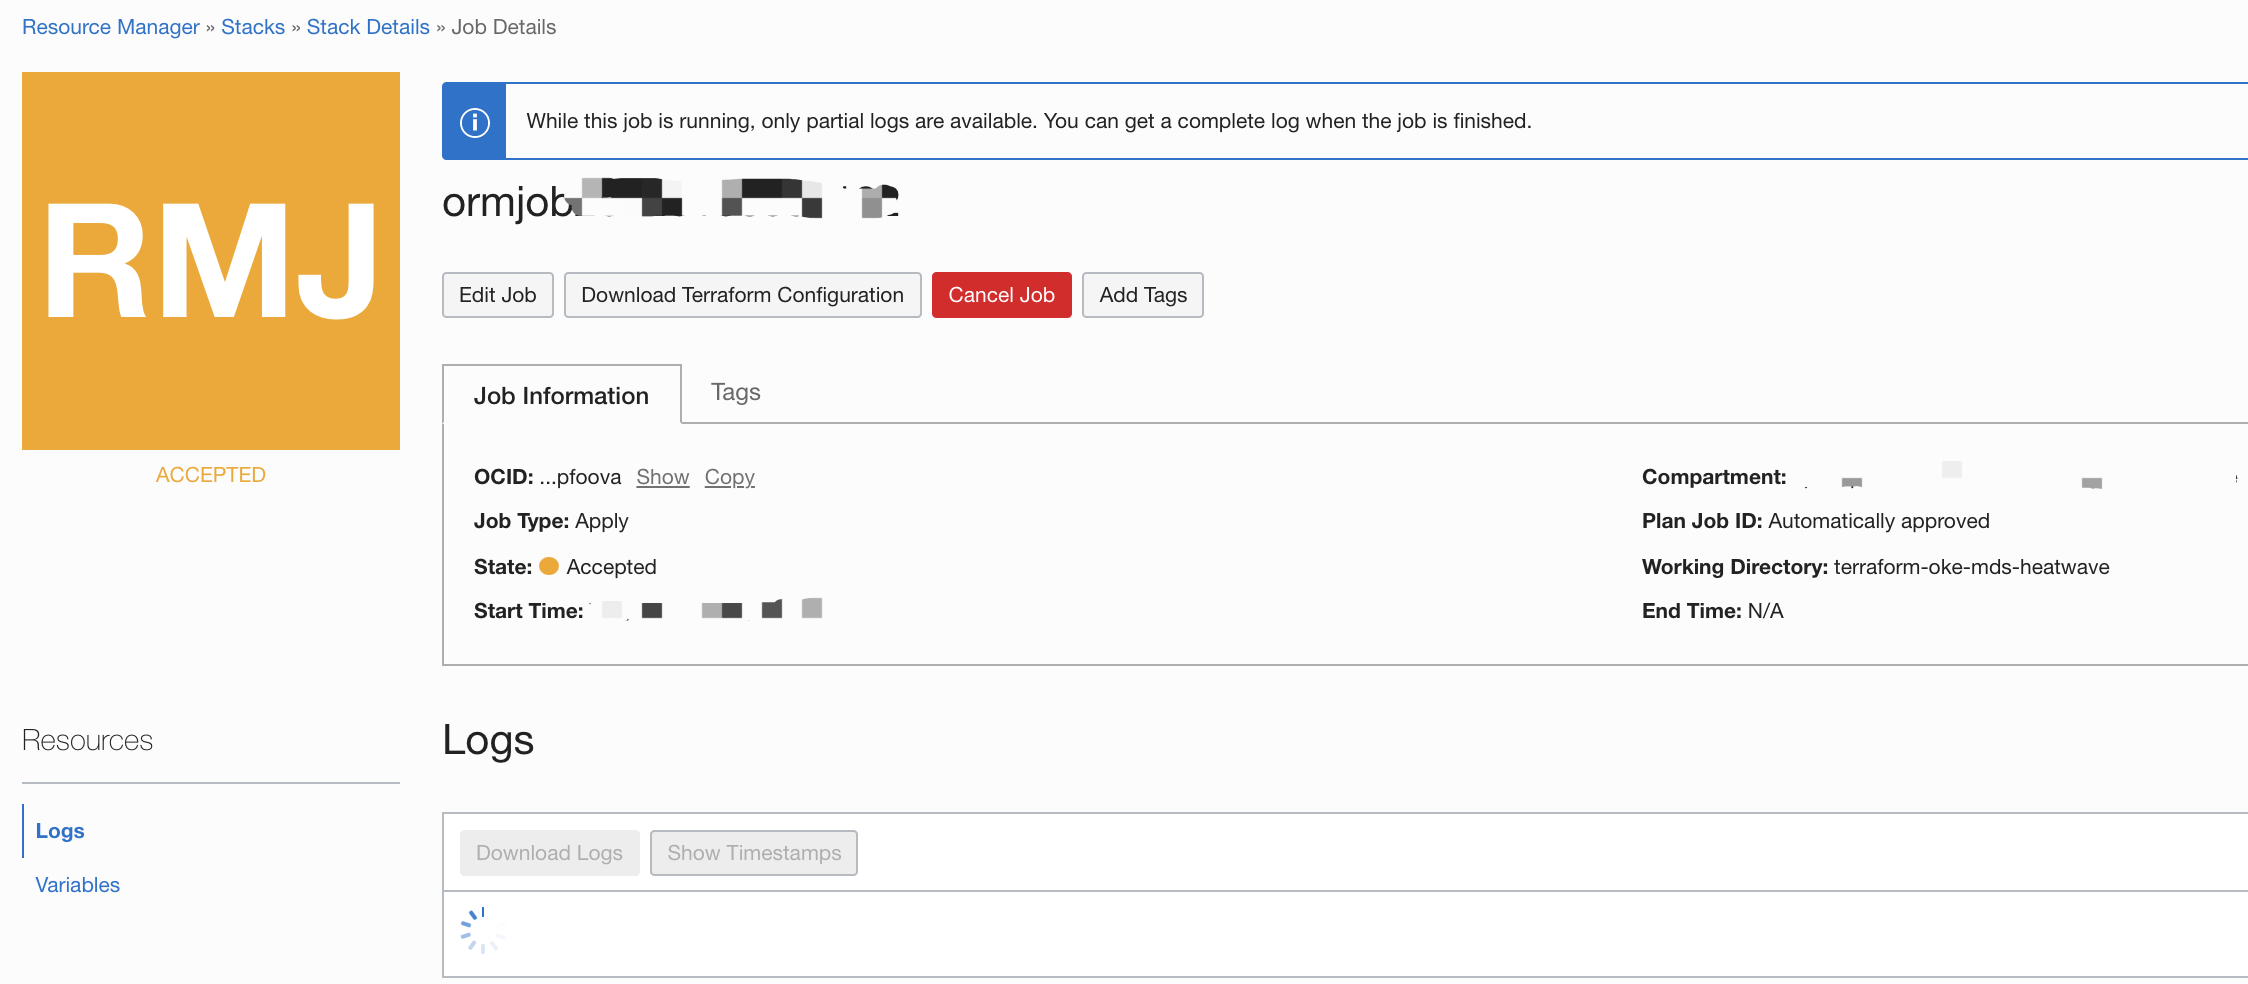 Resource Manager » Stacks » Stack Details » Job Details
RMJ
ACCEPTED
While this job is running, only partial logs are available. You can get a complete log when the job is finished.
ormjob
Edit Job
Download Terraform Configuration
Cancel Job
Add Tags
Job Information
Tags
OCID: ...pfoova Show Copy
Job Type: Apply
State: Accepted
Start Time:
Compartment:
Plan Job ID: Automatically approved
Working Directory: terraform-oke-mds-heatwave
End Time: N/A
Resources
Logs
Variables
Logs
Download Logs
Show Timestamps